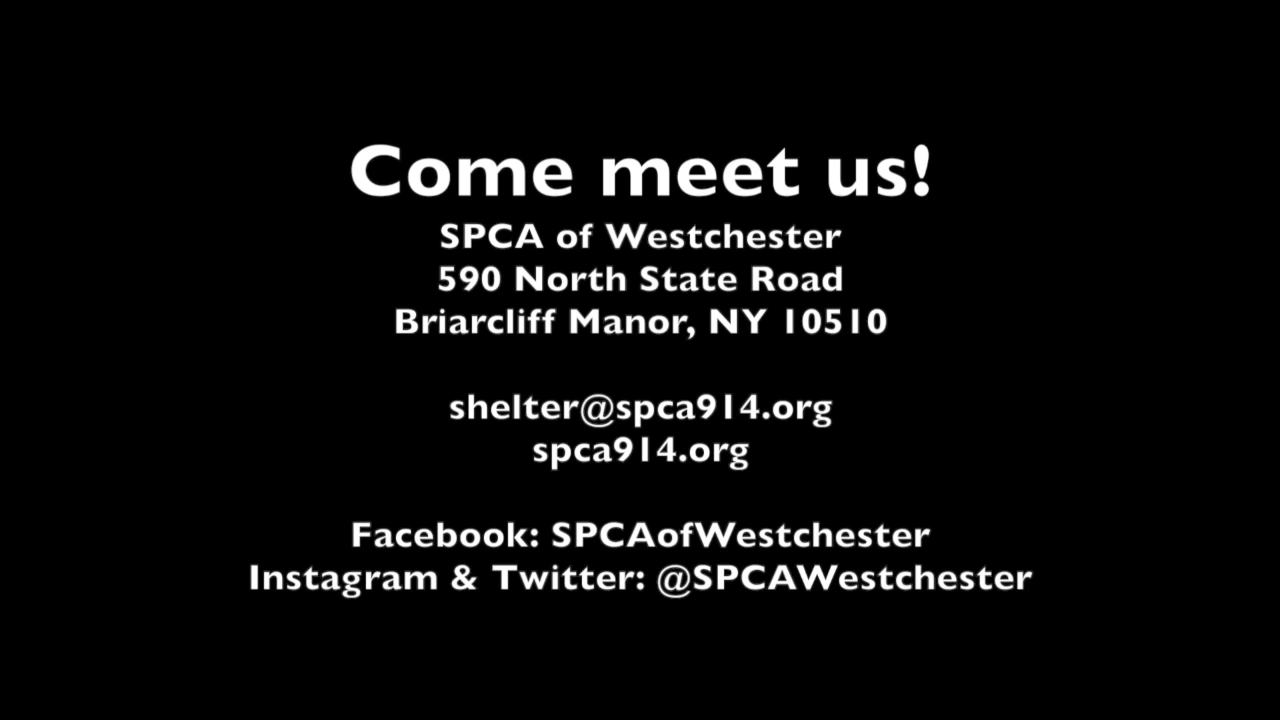 Come meet us!
SPCA of Westchester
590 North State Road
Briarcliff Manor, NY 10510
shelter@spca914.org
spca914.org
Facebook: SPCAofWestchester
Instagram & Twitter: @SPCAWestchester